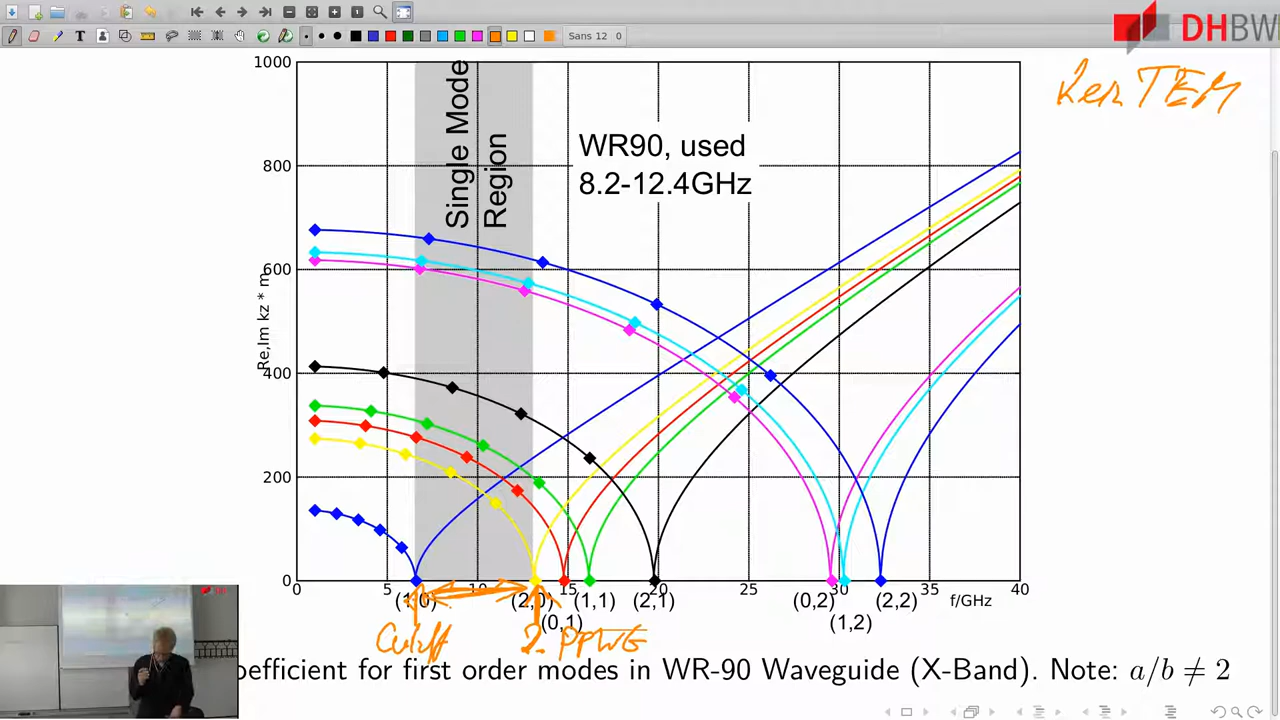 Sans 12
DHBW
Ken TEM
1000
800
600
400
200
0
Re,Im kz * m
Single Mode
Region
WR90, used
8.2-12.4GHz
0 5 10 15 20 25 30 35 40
(1,0) (2,0) (1,1) (2,1) (0,2) (2,2) f/GHz
(0,1) (1,2)
Cutoff 2.
oefficient for first order modes in WR-90 Waveguide (X-Band). Note: a/b ≠ 2